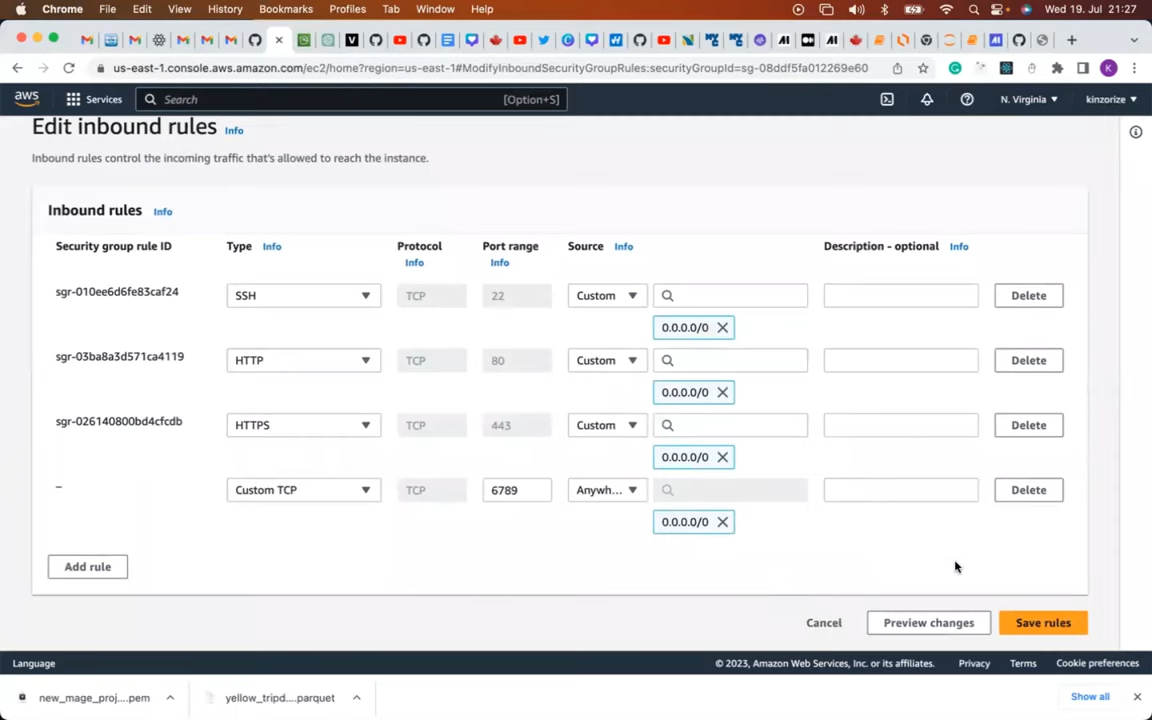 Chrome File Edit View History Bookmarks Profiles Tab Window Help Wed 19. Jul 21:27
us-east-1.console.aws.amazon.com/ec2/home?region=us-east-1#ModifyInboundSecurityGroupRules:securityGroupId=sg-08ddf5fa012269e60
aws Services Search [Option+S] N. Virginia kinzorize
Edit inbound rules Info
Inbound rules control the incoming traffic that's allowed to reach the instance.
Inbound rules Info
Security group rule ID Type Info Protocol Info Port range Info Source Info Description - optional Info
sgr-010ee6d6fe83caf24 SSH TCP 22 Custom Delete
0.0.0.0/0
sgr-03ba8a3d571ca4119 HTTP TCP 80 Custom Delete
0.0.0.0/0
sgr-026140800bd4cfcdb HTTPS TCP 443 Custom Delete
0.0.0.0/0
– Custom TCP TCP 6789 Anywh... Delete
0.0.0.0/0
Add rule
Cancel Preview changes Save rules
Language © 2023, Amazon Web Services, Inc. or its affiliates. Privacy Terms Cookie preferences
new_mage_proj....pem yellow_tripd....parquet Show all